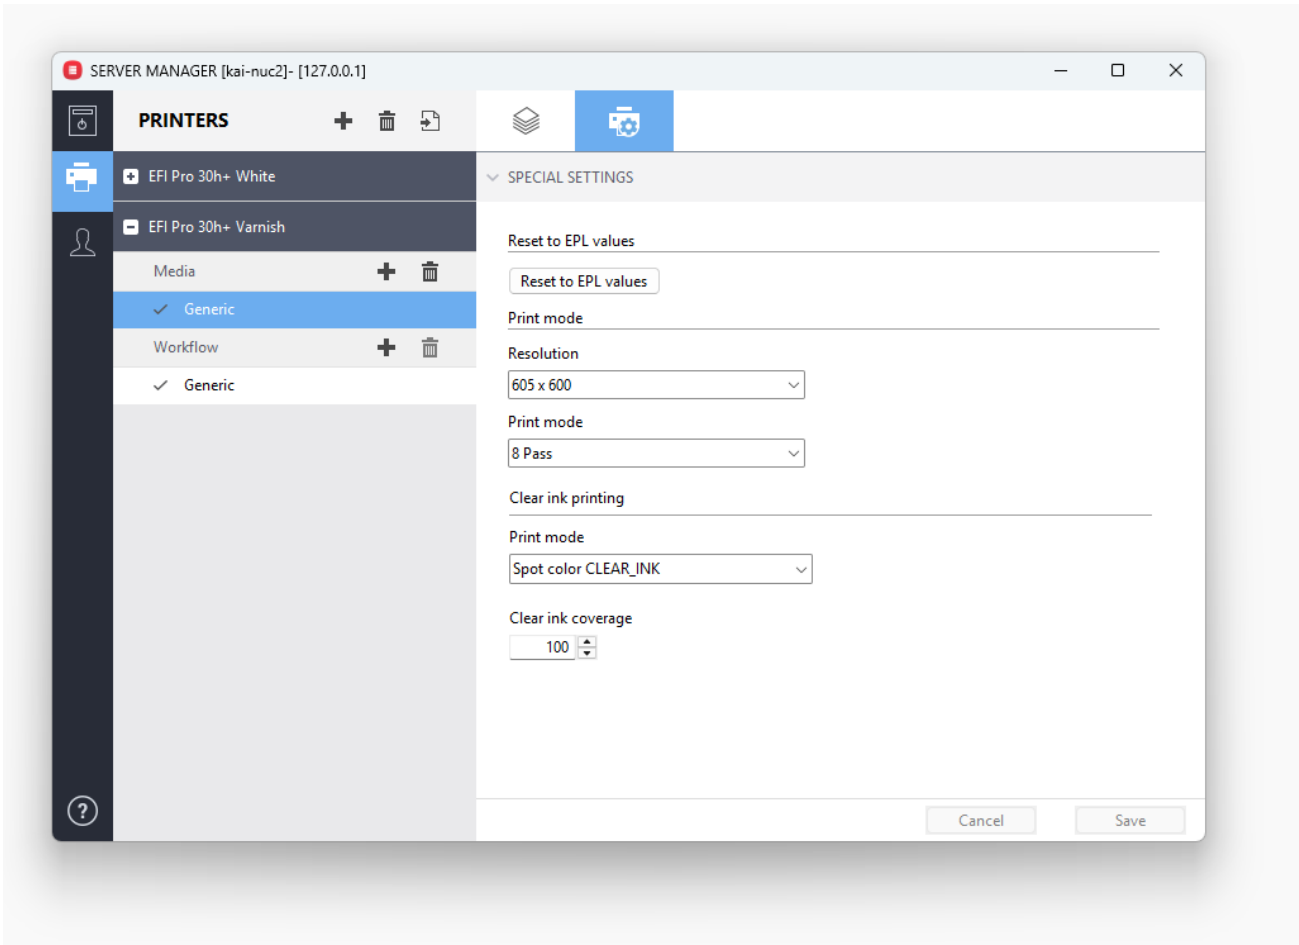 SERVER MANAGER [kai-nuc2]- [127.0.0.1]
PRINTERS
EFI Pro 30h+ White
EFI Pro 30h+ Varnish
Media
Generic
Workflow
Generic
SPECIAL SETTINGS
Reset to EPL values
Reset to EPL values
Print mode
Resolution
605 x 600
Print mode
8 Pass
Clear ink printing
Print mode
Spot color CLEAR_INK
Clear ink coverage
100
Cancel
Save